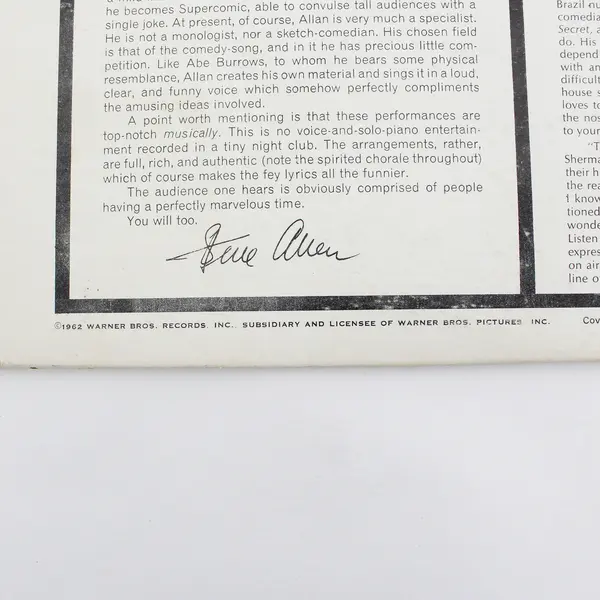 he becomes Supercomic, able to convulse tall audiences with a
single joke. At present, of course, Allan is very much a specialist.
He is not a monologist, nor a sketch-comedian. His chosen field
is that of the comedy-song, and in it he has precious little com-
petition. Like Abe Burrows, to whom he bears some physical
resemblance, Allan creates his own material and sings it in a loud,
clear, and funny voice which somehow perfectly compliments
the amusing ideas involved.
A point worth mentioning is that these performances are
top-notch musically. This is no voice-and-solo-piano entertain-
ment recorded in a tiny night club. The arrangements, rather,
are full, rich, and authentic (note the spirited chorale throughout)
which of course makes the fey lyrics all the funnier.
The audience one hears is obviously comprised of people
having a perfectly marvelous time.
You will too.
Steve Allen
©1962 WARNER BROS. RECORDS, INC., SUBSIDIARY AND LICENSEE OF WARNER BROS. PICTURES, INC.
Cov
Brazil nu
comedia
Secret, a
do. His
depend
with an
difficult
house s
loves to
the nos
to your
"T
Sherma
their h
the rea
I know
tioned
wonde
Listen
expres
on air
line o